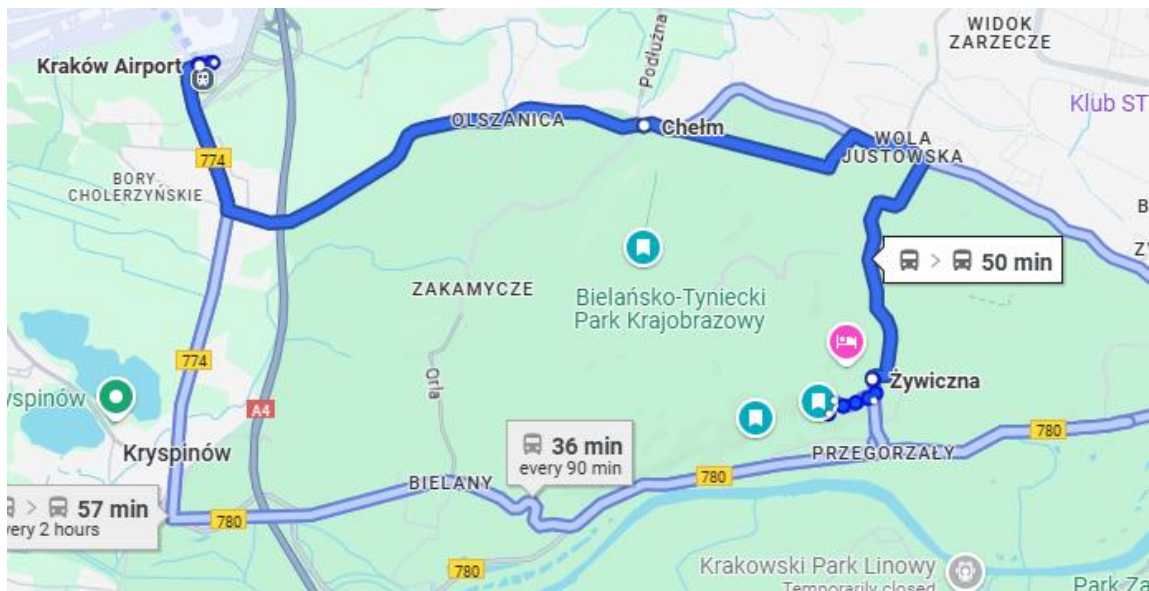 WIDOK
ZARZECZE
Kraków Airport
Podłużna
Klub ST
OLSZANICA
Chełm
WOLA
JUSTOWSKA
774
BORY
CHOLERZYŃSKIE
B
Z
50 min
ZAKAMYCZE
Bielańsko-Tyniecki
Park Krajobrazowy
774
Orla
Żywiczna
yspinów
A4
Kryspinów
36 min
every 90 min
780
PRZEGORZAŁY
BIELANY
780
57 min
very 2 hours
780
780
Krakowski Park Linowy
Temporarily closed
Park Za